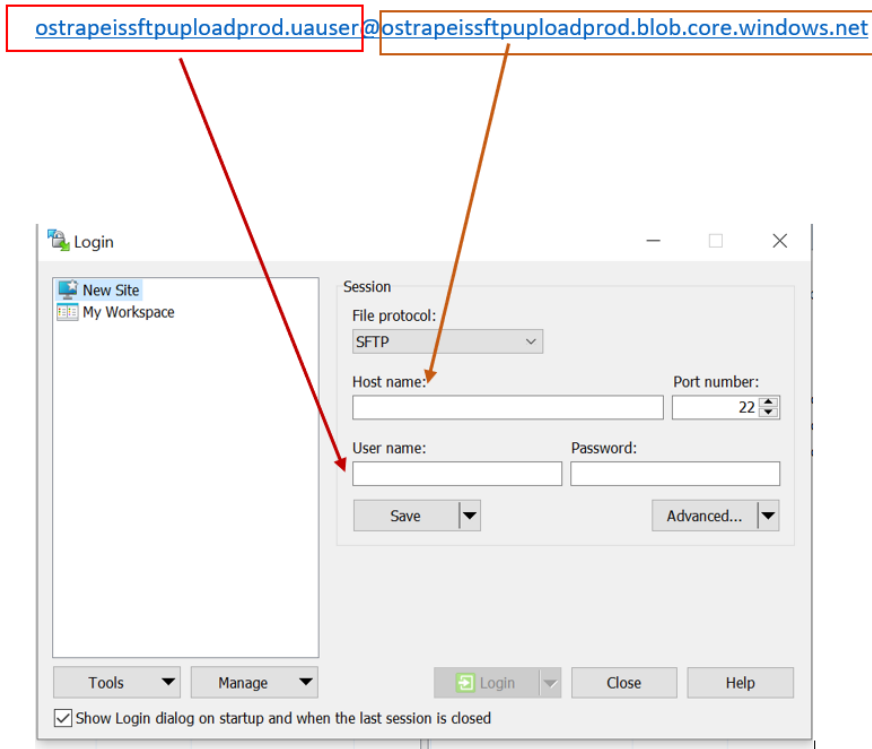 ostrapeissftpuploadprod.uauser@ostrapeissftpuploadprod.blob.core.windows.net
Login
New Site
My Workspace
Session
File protocol:
SFTP
Host name:
Port number:
22
User name:
Password:
Save
Advanced...
Tools
Manage
Login
Close
Help
Show Login dialog on startup and when the last session is closed